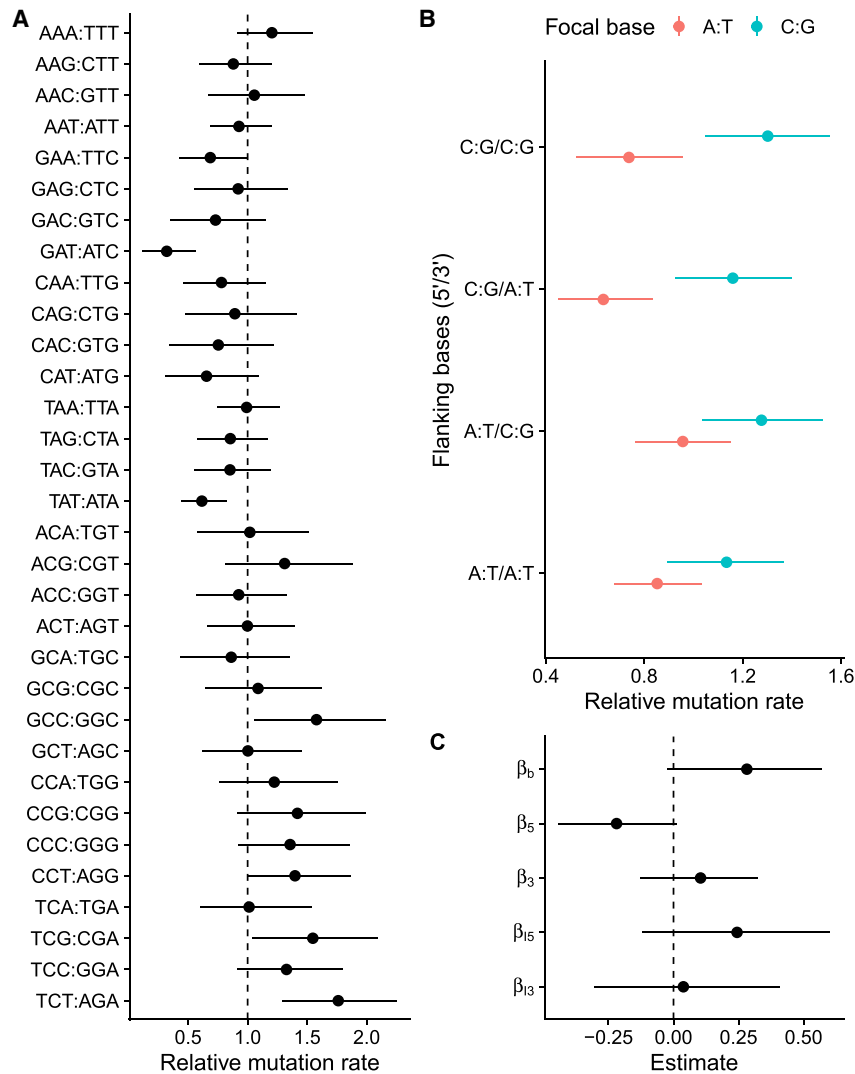 A
AAA:TTT
AAG:CTT
AAC:GTT
AAT:ATT
GAA:TTC
GAG:CTC
GAC:GTC
GAT:ATC
CAA:TTG
CAG:CTG
CAC:GTG
CAT:ATG
TAA:TTA
TAG:CTA
TAC:GTA
TAT:ATA
ACA:TGT
ACG:CGT
ACC:GGT
ACT:AGT
GCA:TGC
GCG:CGC
GCC:GGC
GCT:AGC
CCA:TGG
CCG:CGG
CCC:GGG
CCT:AGG
TCA:TGA
TCG:CGA
TCC:GGA
TCT:AGA
0.5 1.0 1.5 2.0
Relative mutation rate
B
Focal base A:T C:G
Flanking bases (5'/3')
C:G/C:G
C:G/A:T
A:T/C:G
A:T/A:T
0.4 0.8 1.2 1.6
Relative mutation rate
C
βb
β5
β3
βI5
βI3
−0.25 0.00 0.25 0.50
Estimate